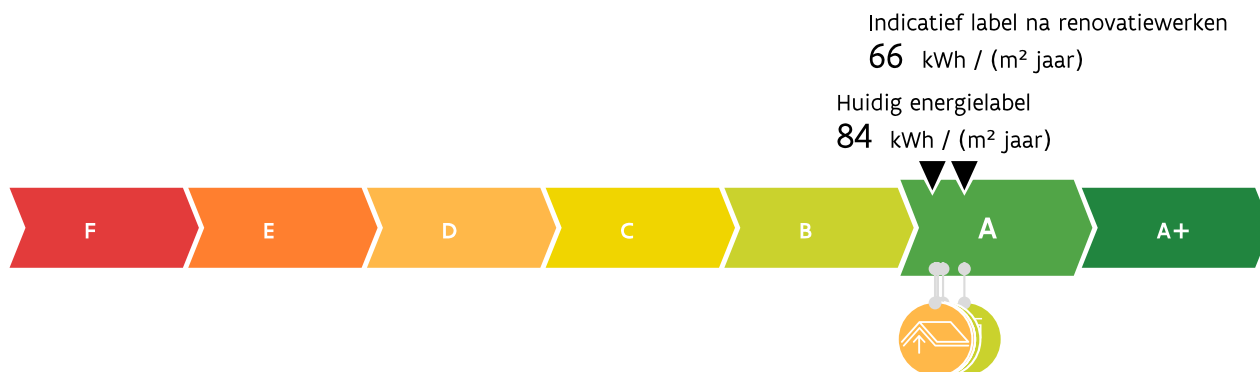 Indicatief label na renovatiewerken
66 kWh / (m² jaar)
Huidig energielabel
84 kWh / (m² jaar)
F E D C B A A+